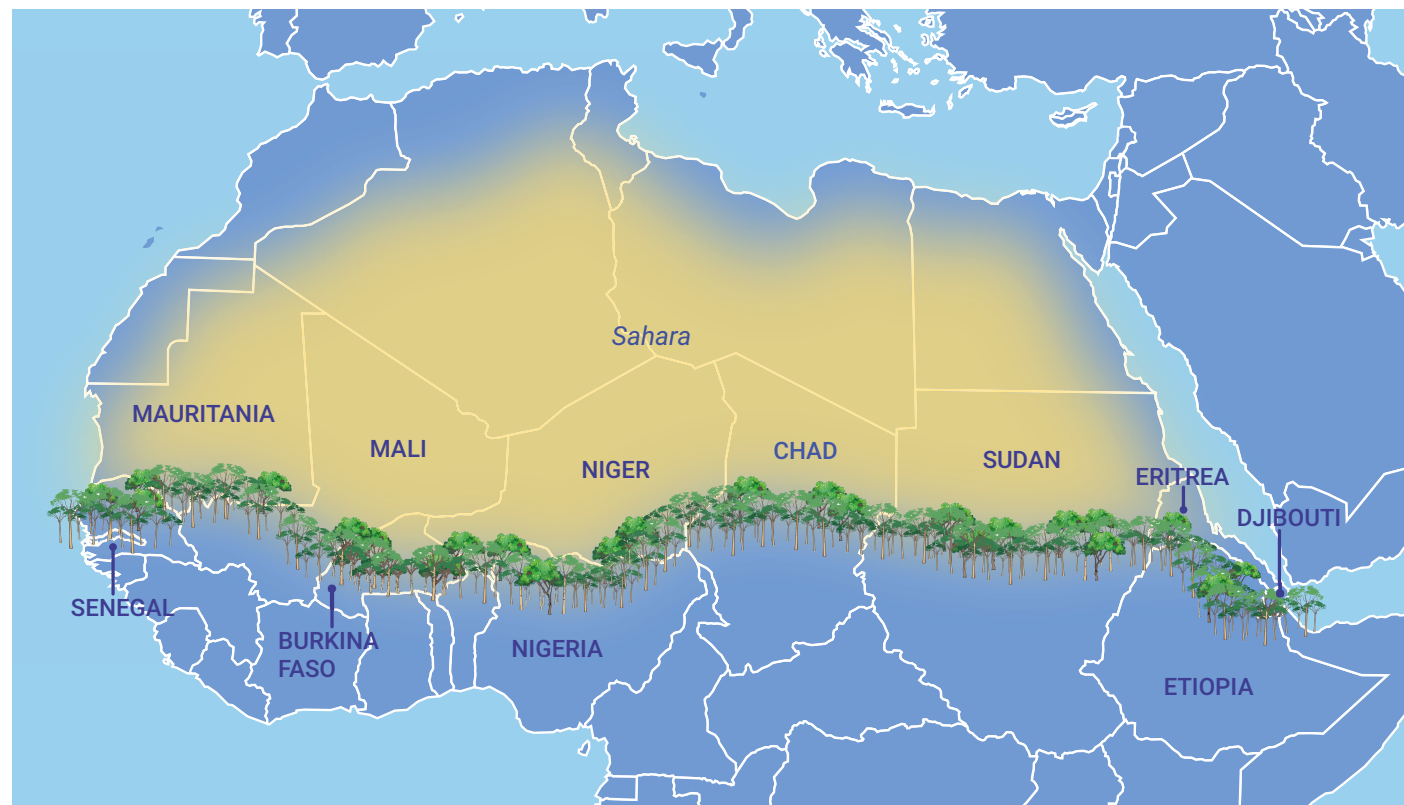 Sahara
MAURITANIA
MALI
NIGER
CHAD
SUDAN
ERITREA
DJIBOUTI
SENEGAL
BURKINA
FASO
NIGERIA
ETIOPIA